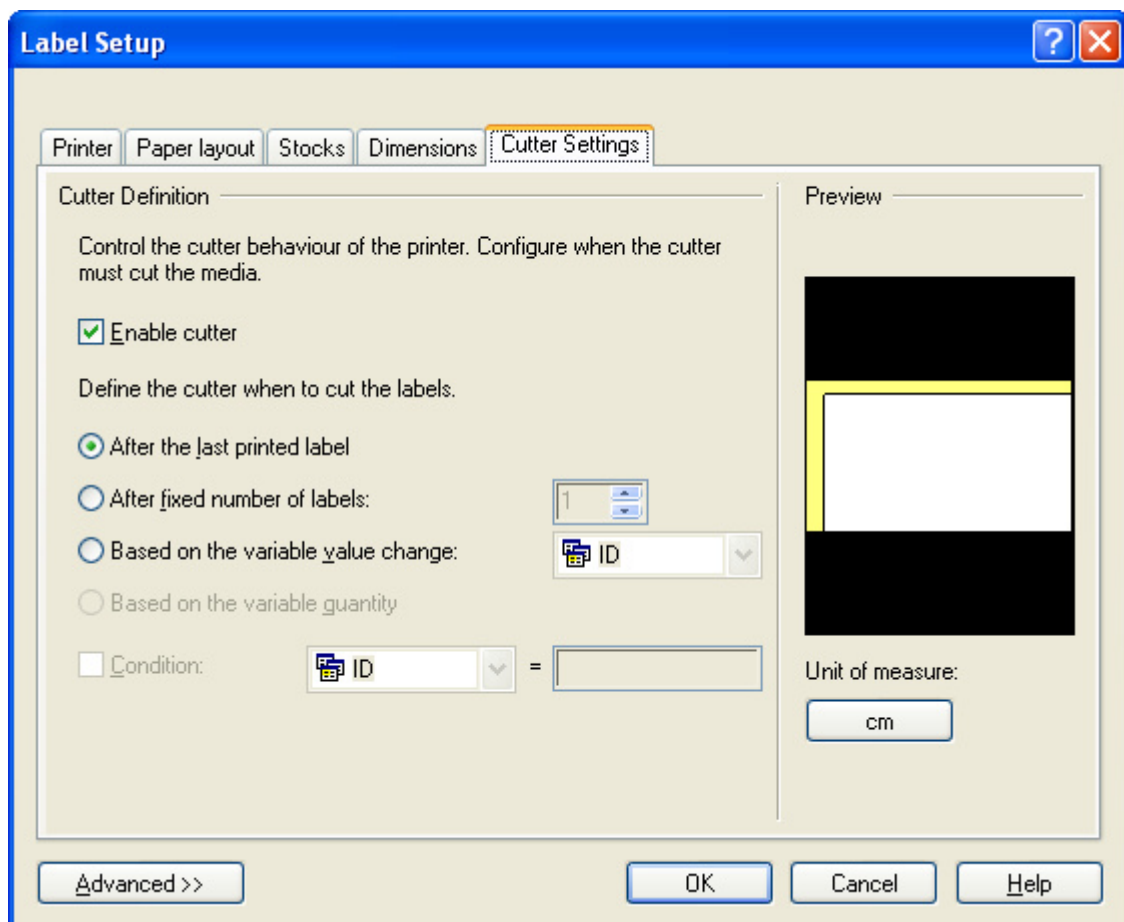 Label Setup
Printer Paper layout Stocks Dimensions Cutter Settings
Cutter Definition
Control the cutter behaviour of the printer. Configure when the cutter
must cut the media.
Enable cutter
Define the cutter when to cut the labels.
After the last printed label
After fixed number of labels: 1
Based on the variable value change: ID
Based on the variable quantity
Condition: ID =
Preview
Unit of measure:
cm
Advanced >> OK Cancel Help